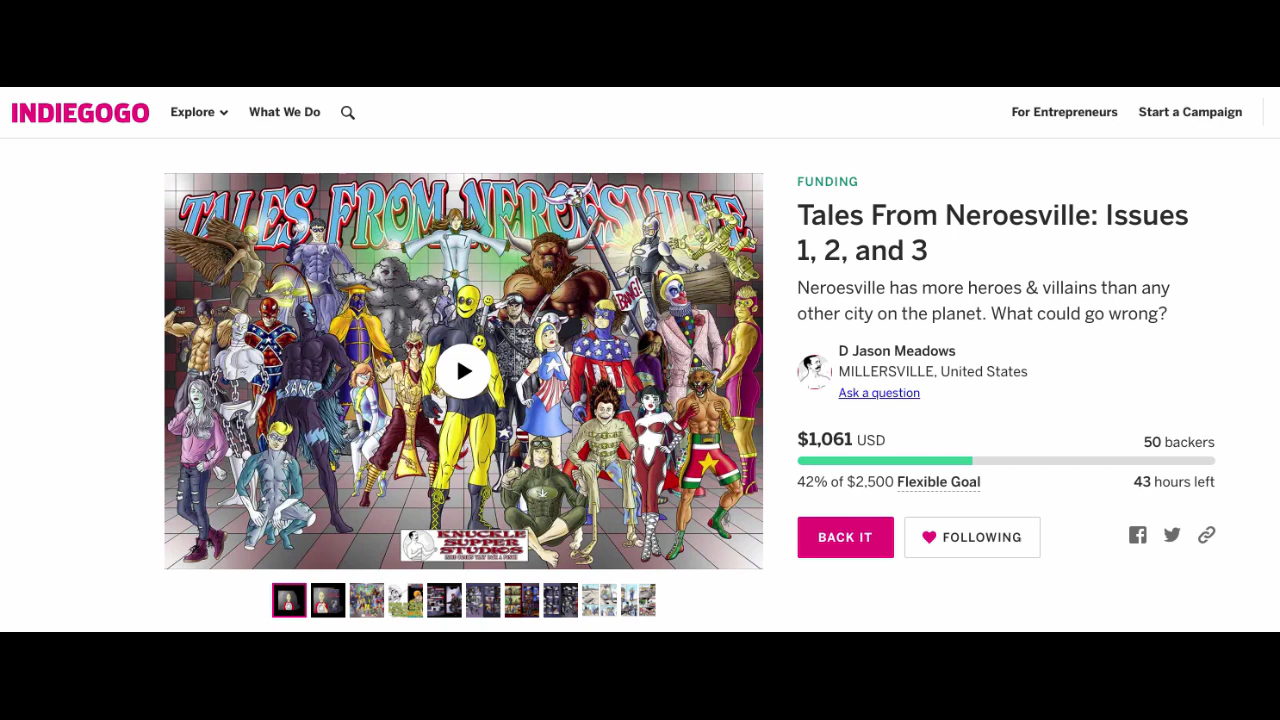 INDIEGOGO Explore What We Do For Entrepreneurs Start a Campaign
TALES FROM NEROESVILLE
BANG!
KNUCKLE
SUPPER
STUDIOS
FUNDING
Tales From Neroesville: Issues
1, 2, and 3
Neroesville has more heroes & villains than any
other city on the planet. What could go wrong?
D Jason Meadows
MILLERSVILLE, United States
Ask a question
$1,061 USD 50 backers
42% of $2,500 Flexible Goal 43 hours left
BACK IT FOLLOWING